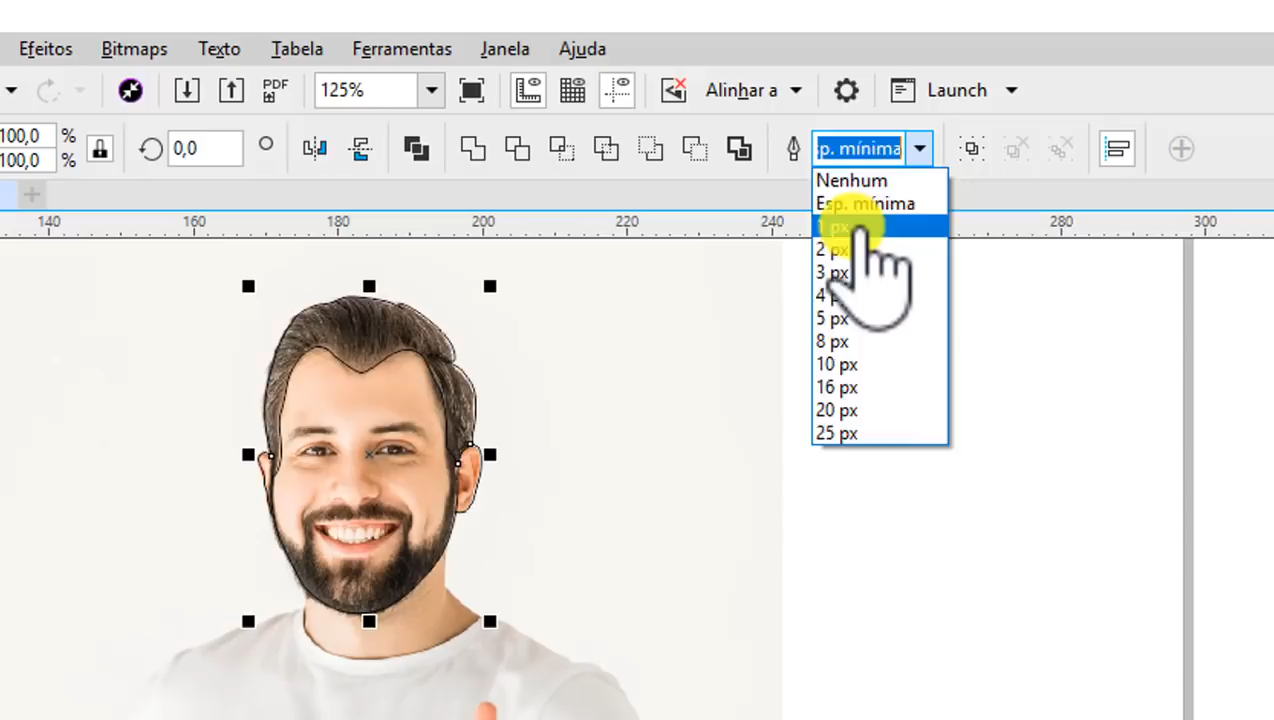 Efeitos Bitmaps Texto Tabela Ferramentas Janela Ajuda
PDF 125% Alinhar a Launch
100,0 %
100,0 %
0,0
p. mínima
Nenhum
Esp. mínima
1 px
2 px
3 px
4 p
5 px
8 px
10 px
16 px
20 px
25 px
140 160 180 200 220 240 280 300